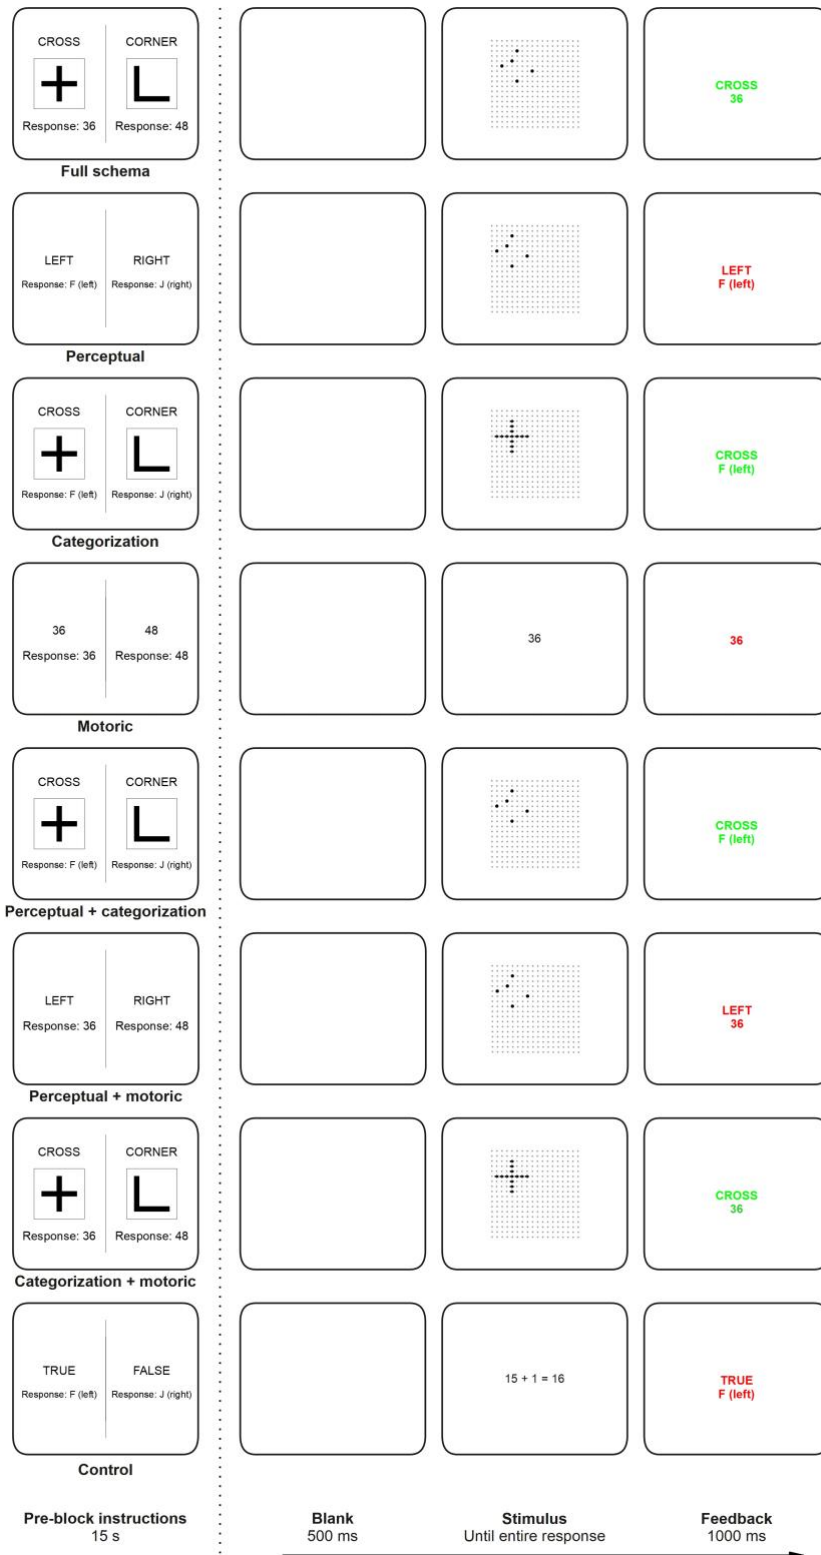 CROSS CORNER
Response: 36 Response: 48
CROSS
36
Full schema
LEFT RIGHT
Response: F (left) Response: J (right)
LEFT
F (left)
Perceptual
CROSS CORNER
Response: F (left) Response: J (right)
CROSS
F (left)
Categorization
36 48
Response: 36 Response: 48
36
36
Motoric
CROSS CORNER
Response: F (left) Response: J (right)
CROSS
F (left)
Perceptual + categorization
LEFT RIGHT
Response: 36 Response: 48
LEFT
36
Perceptual + motoric
CROSS CORNER
Response: 36 Response: 48
CROSS
36
Categorization + motoric
TRUE FALSE
Response: F (left) Response: J (right)
15 + 1 = 16
TRUE
F (left)
Control
Pre-block instructions Blank Stimulus Feedback
15 s 500 ms Until entire response 1000 ms